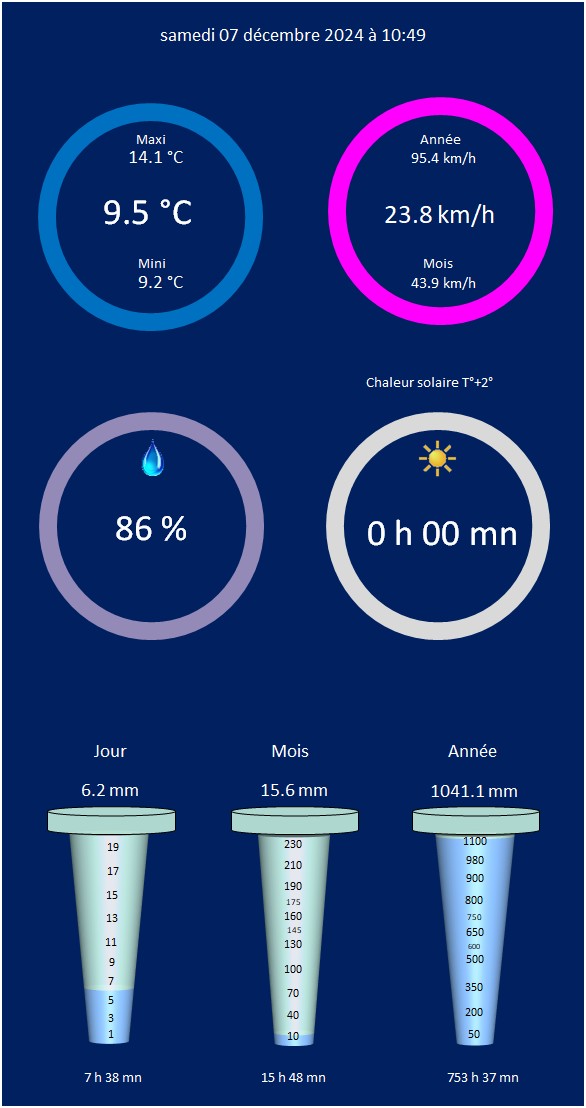 samedi 07 décembre 2024 à 10:49
Maxi
14.1 °C
9.5 °C
Mini
9.2 °C
Année
95.4 km/h
23.8 km/h
Mois
43.9 km/h
Chaleur solaire T°+2°
86 %
0 h 00 mn
Jour
6.2 mm
19
17
15
13
11
9
7
5
3
1
7 h 38 mn
Mois
15.6 mm
230
210
190
175
160
145
130
100
70
40
10
15 h 48 mn
Année
1041.1 mm
1100
980
900
800
750
650
600
500
350
200
50
753 h 37 mn